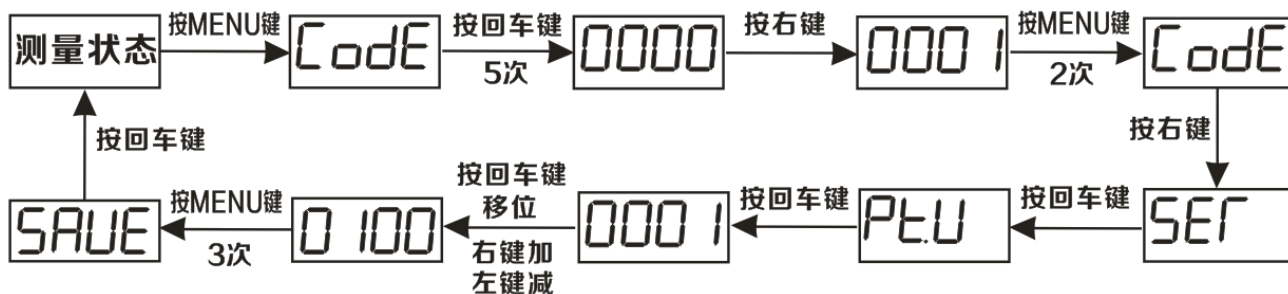 测量状态
按MENU键
CodE
按回车键
5次
0000
按右键
0001
按MENU键
2次
CodE
按右键
SET
按回车键
Pt.U
按回车键
0001
按回车键
移位
右键加
左键减
0100
按MENU键
3次
SAVE
按回车键